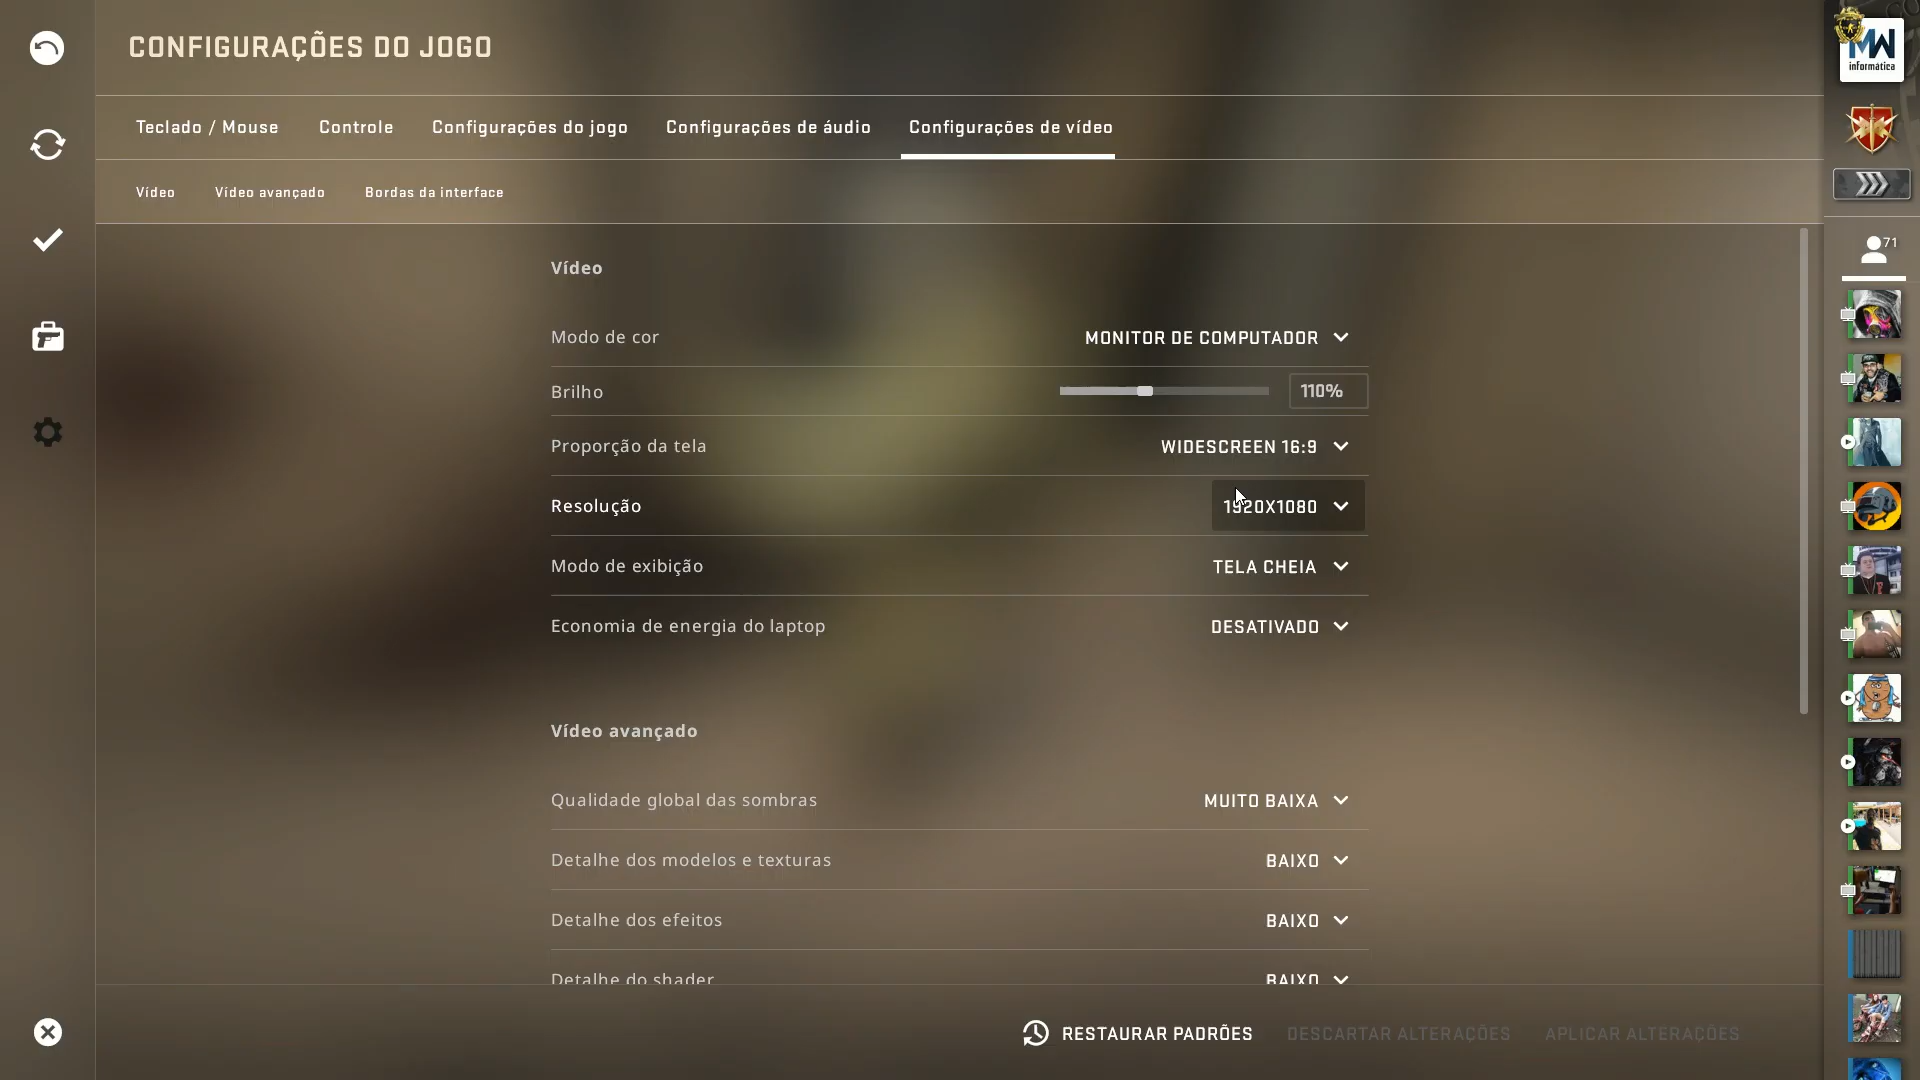 CONFIGURAÇÕES DO JOGO
MW
informática
Teclado / Mouse
Controle
Configurações do jogo
Configurações de áudio
Configurações de vídeo
Vídeo
Vídeo avançado
Bordas da interface
71
Vídeo
Modo de cor
MONITOR DE COMPUTADOR
Brilho
110%
Proporção da tela
WIDESCREEN 16:9
Resolução
1920X1080
Modo de exibição
TELA CHEIA
Economia de energia do laptop
DESATIVADO
Vídeo avançado
Qualidade global das sombras
MUITO BAIXA
Detalhe dos modelos e texturas
BAIXO
Detalhe dos efeitos
BAIXO
Detalhe do shader
BAIXO
RESTAURAR PADRÕES
DESCARTAR ALTERAÇÕES
APLICAR ALTERAÇÕES